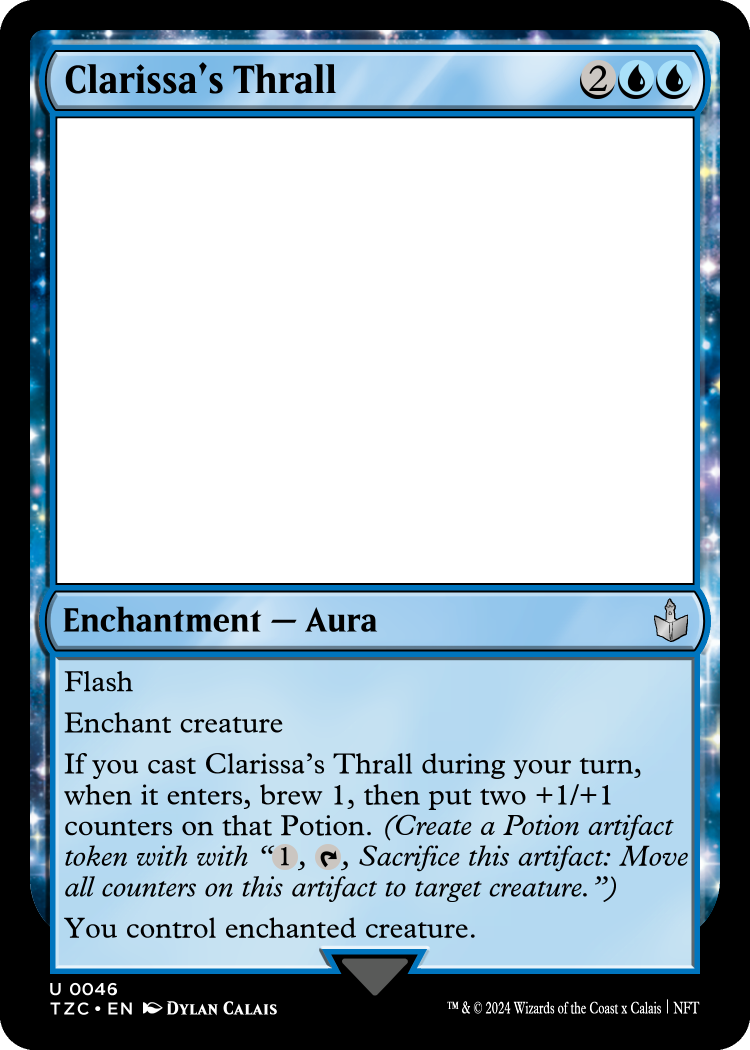 Clarissa's Thrall 2
Enchantment — Aura
Flash
Enchant creature
If you cast Clarissa's Thrall during your turn,
when it enters, brew 1, then put two +1/+1
counters on that Potion. (Create a Potion artifact
token with with “1, , Sacrifice this artifact: Move
all counters on this artifact to target creature.”)
You control enchanted creature.
U 0046
TZC • EN Dylan Calais
™ & © 2024 Wizards of the Coast x Calais | NFT